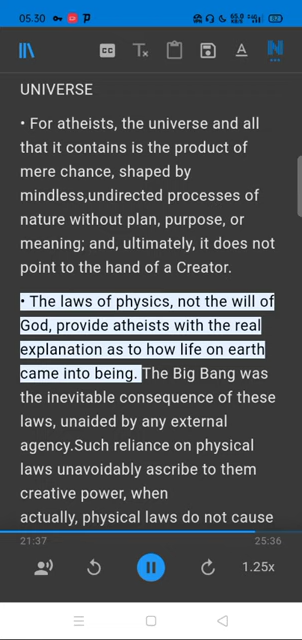 05.30
CC
UNIVERSE
• For atheists, the universe and all
that it contains is the product of
mere chance, shaped by
mindless,undirected processes of
nature without plan, purpose, or
meaning; and, ultimately, it does not
point to the hand of a Creator.
• The laws of physics, not the will of
God, provide atheists with the real
explanation as to how life on earth
came into being. The Big Bang was
the inevitable consequence of these
laws, unaided by any external
agency.Such reliance on physical
laws unavoidably ascribe to them
creative power, when
actually, physical laws do not cause
21:37 25:36
1.25x